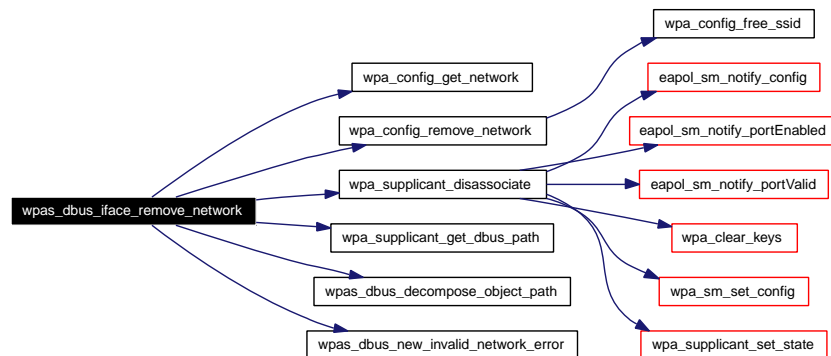 wpa_config_free_ssid
wpa_config_get_network
eapol_sm_notify_config
wpa_config_remove_network
eapol_sm_notify_portEnabled
wpa_supplicant_disassociate
eapol_sm_notify_portValid
wpas_dbus_iface_remove_network
wpa_supplicant_get_dbus_path
wpa_clear_keys
wpas_dbus_decompose_object_path
wpa_sm_set_config
wpas_dbus_new_invalid_network_error
wpa_supplicant_set_state